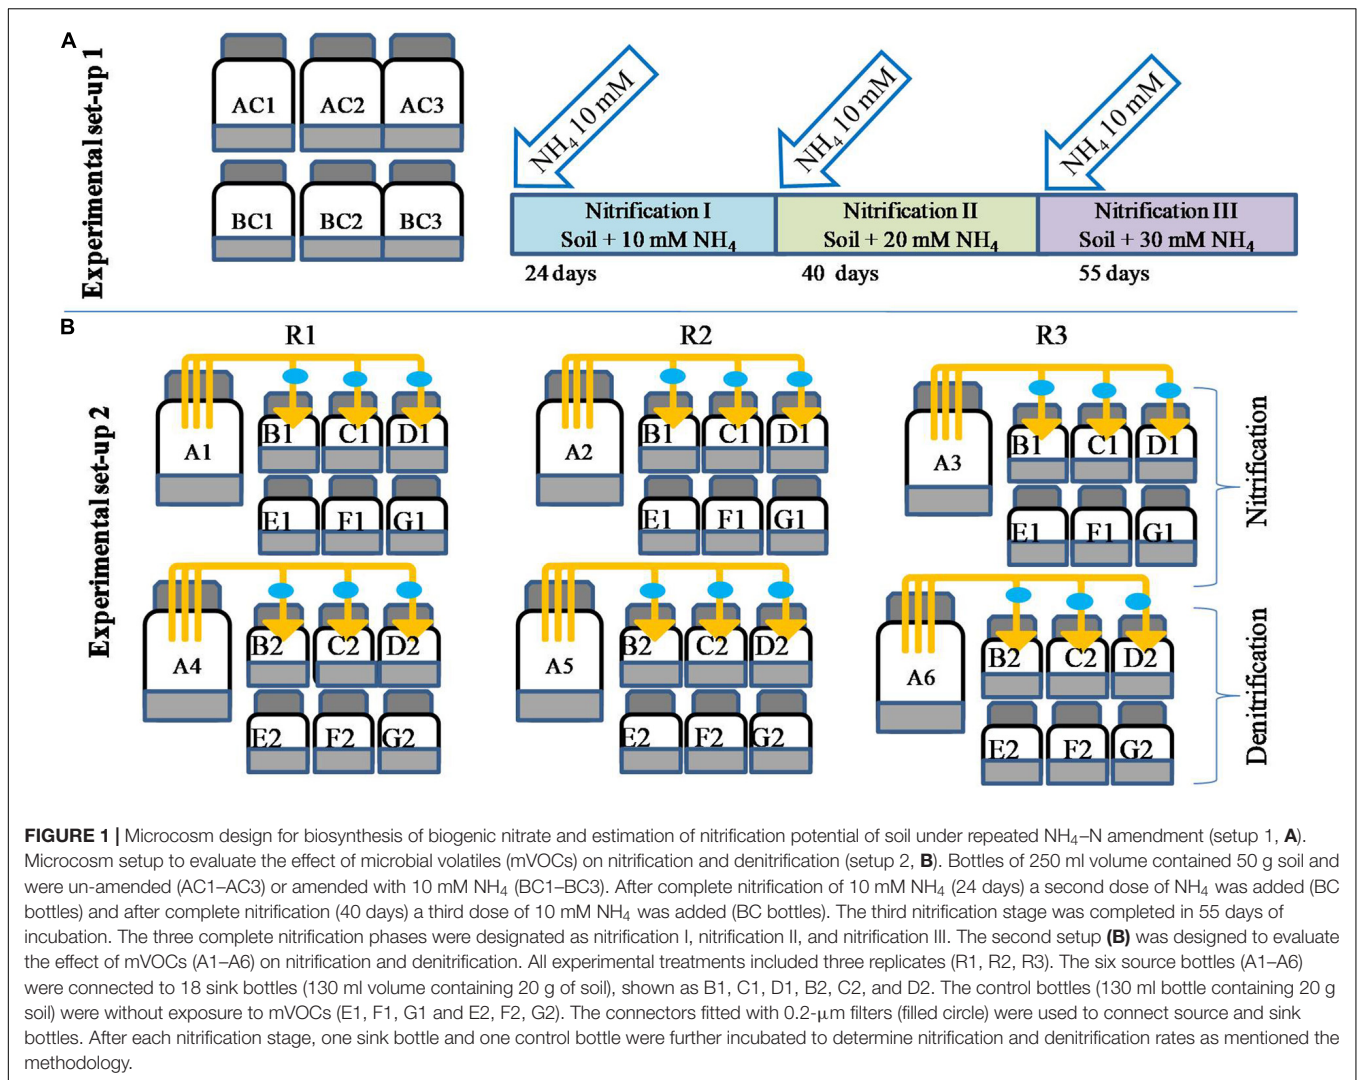 A
Experimental set-up 1
AC1 AC2 AC3
BC1 BC2 BC3
NH4 10 mM
NH4 10 mM
NH4 10 mM
Nitrification I
Soil + 10 mM NH4
Nitrification II
Soil + 20 mM NH4
Nitrification III
Soil + 30 mM NH4
24 days
40 days
55 days
B
Experimental set-up 2
R1 R2 R3
A1 B1 C1 D1
E1 F1 G1
A2 B1 C1 D1
E1 F1 G1
A3 B1 C1 D1
E1 F1 G1
Nitrification
A4 B2 C2 D2
E2 F2 G2
A5 B2 C2 D2
E2 F2 G2
A6 B2 C2 D2
E2 F2 G2
Denitrification
FIGURE 1 | Microcosm design for biosynthesis of biogenic nitrate and estimation of nitrification potential of soil under repeated NH4–N amendment (setup 1, A).
Microcosm setup to evaluate the effect of microbial volatiles (mVOCs) on nitrification and denitrification (setup 2, B). Bottles of 250 ml volume contained 50 g soil and
were un-amended (AC1–AC3) or amended with 10 mM NH4 (BC1–BC3). After complete nitrification of 10 mM NH4 (24 days) a second dose of NH4 was added (BC
bottles) and after complete nitrification (40 days) a third dose of 10 mM NH4 was added (BC bottles). The third nitrification stage was completed in 55 days of
incubation. The three complete nitrification phases were designated as nitrification I, nitrification II, and nitrification III. The second setup (B) was designed to evaluate
the effect of mVOCs (A1–A6) on nitrification and denitrification. All experimental treatments included three replicates (R1, R2, R3). The six source bottles (A1–A6)
were connected to 18 sink bottles (130 ml volume containing 20 g of soil), shown as B1, C1, D1, B2, C2, and D2. The control bottles (130 ml bottle containing 20 g
soil) were without exposure to mVOCs (E1, F1, G1 and E2, F2, G2). The connectors fitted with 0.2-μm filters (filled circle) were used to connect source and sink
bottles. After each nitrification stage, one sink bottle and one control bottle were further incubated to determine nitrification and denitrification rates as mentioned the
methodology.